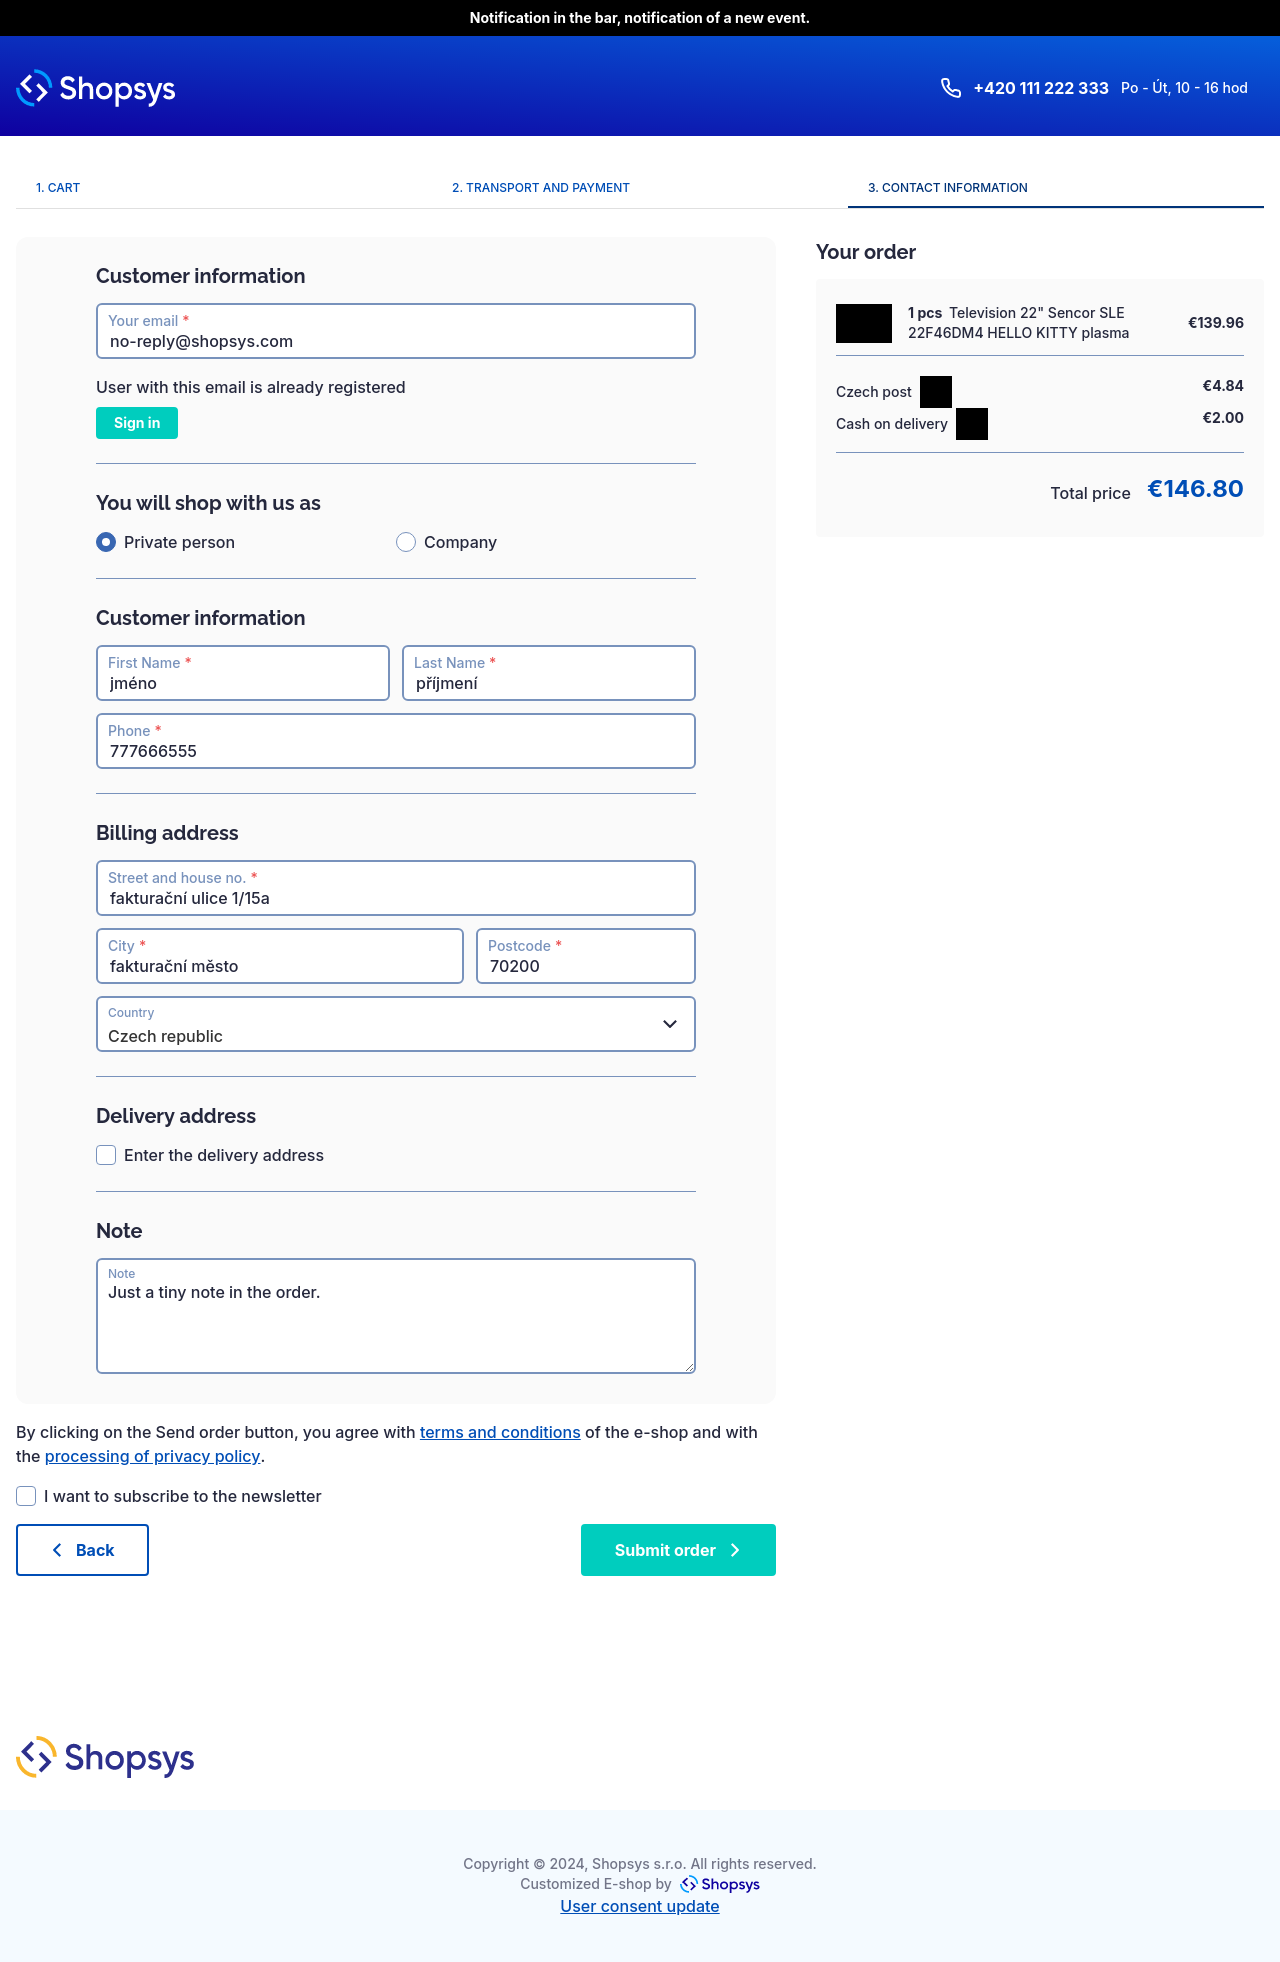 Notification in the bar, notification of a new event.
Shopsys
+420 111 222 333 Po - Út, 10 - 16 hod
1. CART
2. TRANSPORT AND PAYMENT
3. CONTACT INFORMATION
Customer information
Your email *
no-reply@shopsys.com
User with this email is already registered
Sign in
You will shop with us as
Private person
Company
Customer information
First Name *
jméno
Last Name *
příjmení
Phone *
777666555
Billing address
Street and house no. *
fakturační ulice 1/15a
City *
fakturační město
Postcode *
70200
Country
Czech republic
Delivery address
Enter the delivery address
Note
Note
Just a tiny note in the order.
By clicking on the Send order button, you agree with terms and conditions of the e-shop and with
the processing of privacy policy.
I want to subscribe to the newsletter
Back
Submit order
Your order
1 pcs Television 22" Sencor SLE
22F46DM4 HELLO KITTY plasma
€139.96
Czech post
€4.84
Cash on delivery
€2.00
Total price €146.80
Shopsys
Copyright © 2024, Shopsys s.r.o. All rights reserved.
Customized E-shop by Shopsys
User consent update